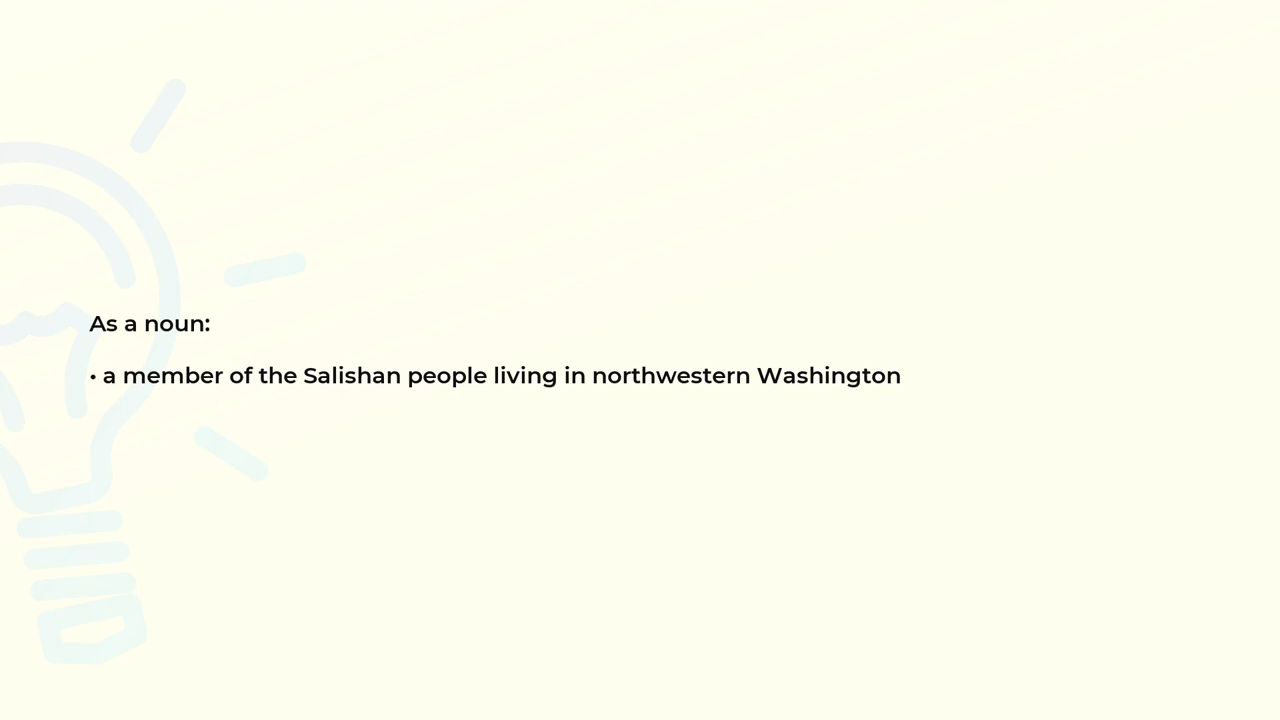 As a noun:
• a member of the Salishan people living in northwestern Washington